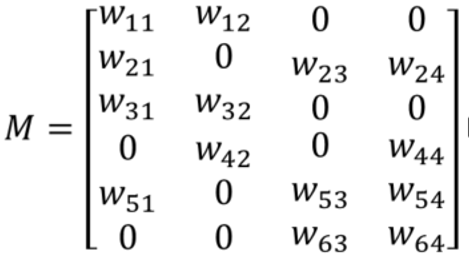 w₁₁ w₁₂ 0 0
w₂₁ 0 w₂₃ w₂₄
M = w₃₁ w₃₂ 0 0
0 w₄₂ 0 w₄₄
w₅₁ 0 w₅₃ w₅₄
0 0 w₆₃ w₆₄